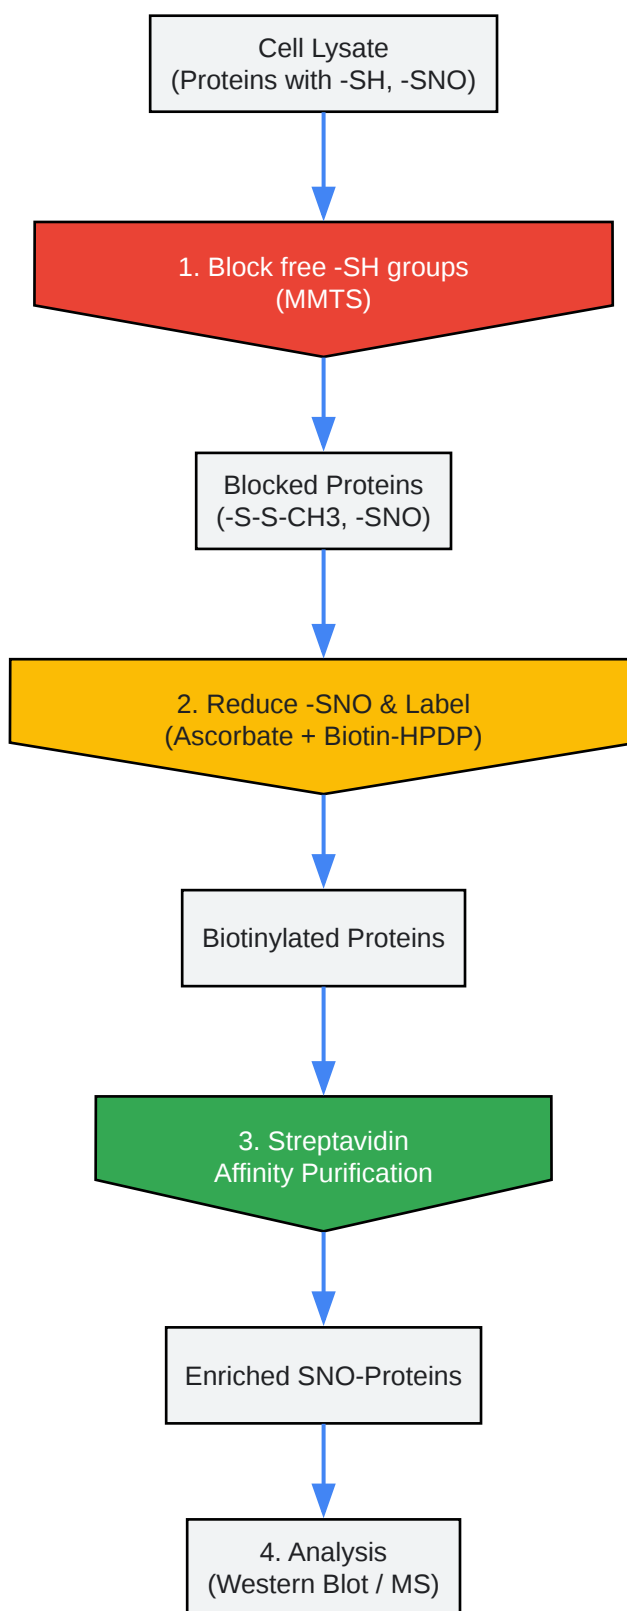 Cell Lysate
(Proteins with -SH, -SNO)
1. Block free -SH groups
(MMTS)
Blocked Proteins
(-S-S-CH3, -SNO)
2. Reduce -SNO & Label
(Ascorbate + Biotin-HPDP)
Biotinylated Proteins
3. Streptavidin
Affinity Purification
Enriched SNO-Proteins
4. Analysis
(Western Blot / MS)